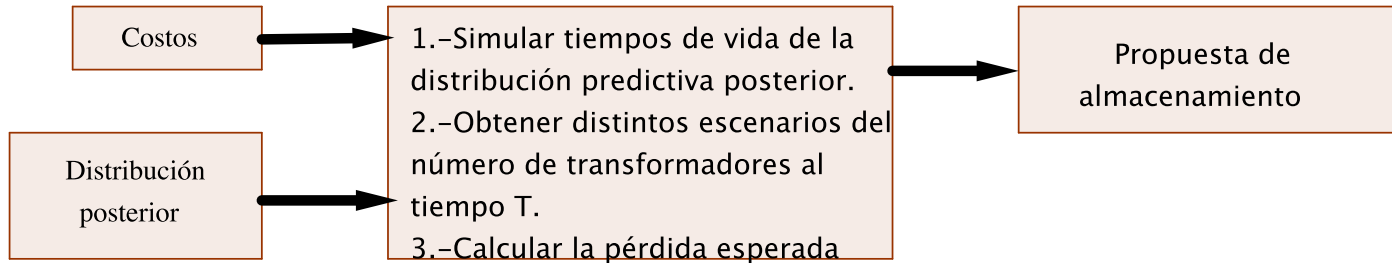 Costos
Distribución
posterior
1.-Simular tiempos de vida de la
distribución predictiva posterior.
2.-Obtener distintos escenarios del
número de transformadores al
tiempo T.
3.-Calcular la pérdida esperada
Propuesta de
almacenamiento